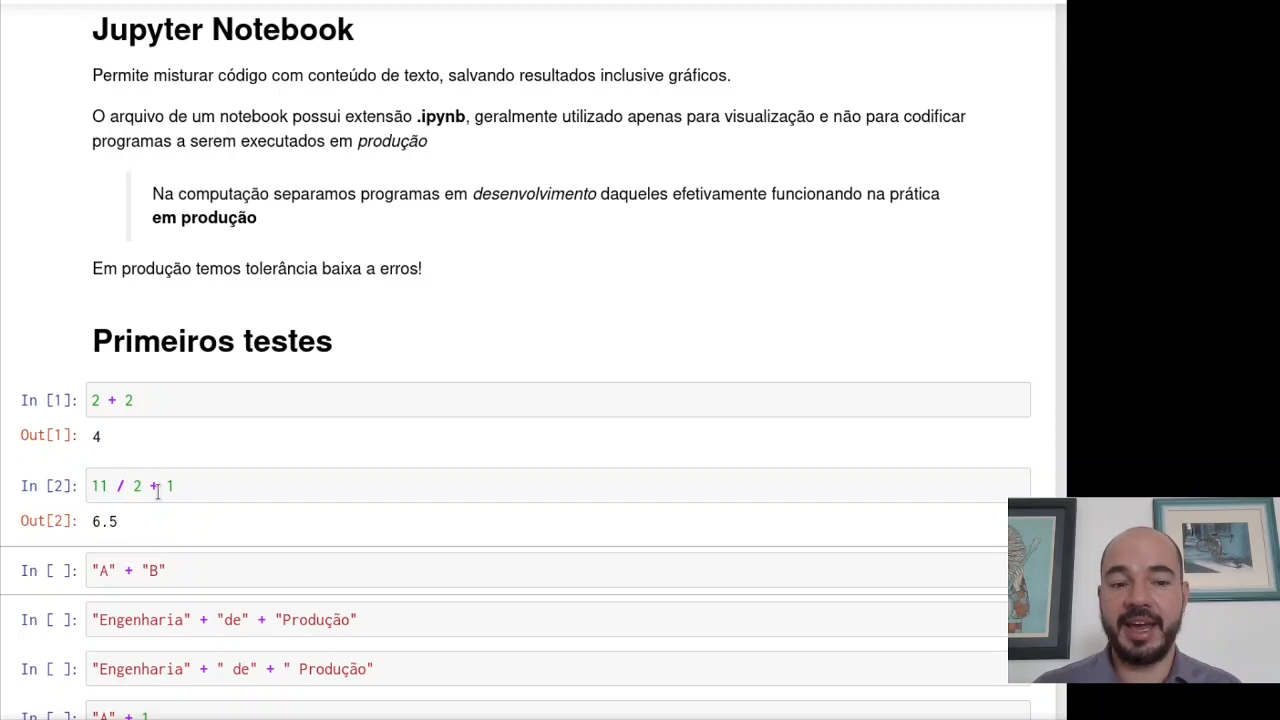 Jupyter Notebook
Permite misturar código com conteúdo de texto, salvando resultados inclusive gráficos.
O arquivo de um notebook possui extensão .ipynb, geralmente utilizado apenas para visualização e não para codificar
programas a serem executados em produção
Na computação separamos programas em desenvolvimento daqueles efetivamente funcionando na prática
em produção
Em produção temos tolerância baixa a erros!
Primeiros testes
In [1]: 2 + 2
Out[1]: 4
In [2]: 11 / 2 + 1
Out[2]: 6.5
In [ ]: "A" + "B"
In [ ]: "Engenharia" + "de" + "Produção"
In [ ]: "Engenharia" + " de" + " Produção"
In [ ]: "A" + 1